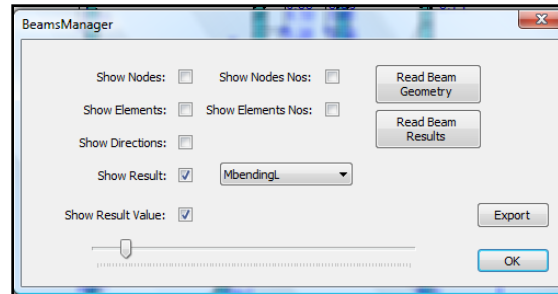 BeamsManager
Show Nodes:
Show Nodes Nos:
Read Beam
Geometry
Show Elements:
Show Elements Nos:
Read Beam
Results
Show Directions:
Show Result:
MbendingL
Show Result Value:
Export
OK